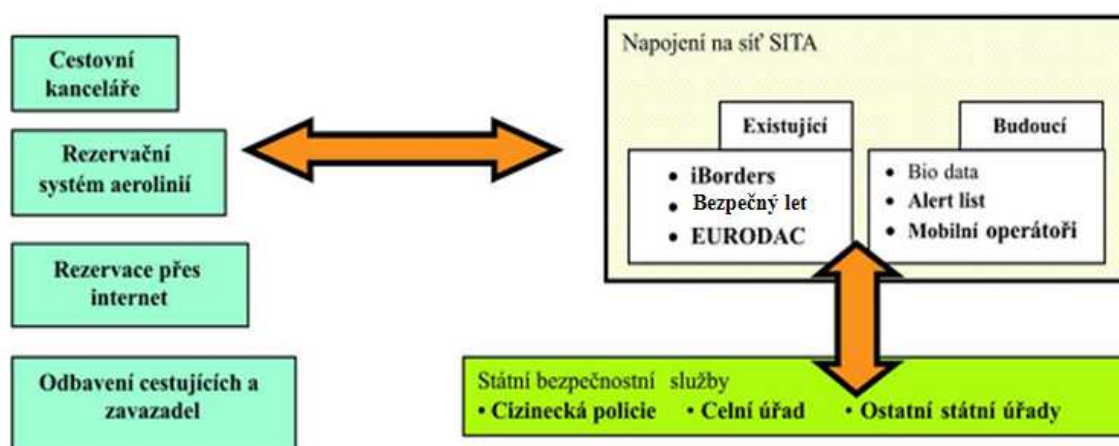 Cestovní
kanceláře
Rezervační
systém aerolinií
Rezervace přes
internet
Odbavení cestujících a
zavazadel
Napojení na síť SITA
Existující
• iBorders
• Bezpečný let
• EURODAC
Budoucí
• Bio data
• Alert list
• Mobilní operátoři
Státní bezpečnostní služby
• Cizinecká policie • Celní úřad • Ostatní státní úřady